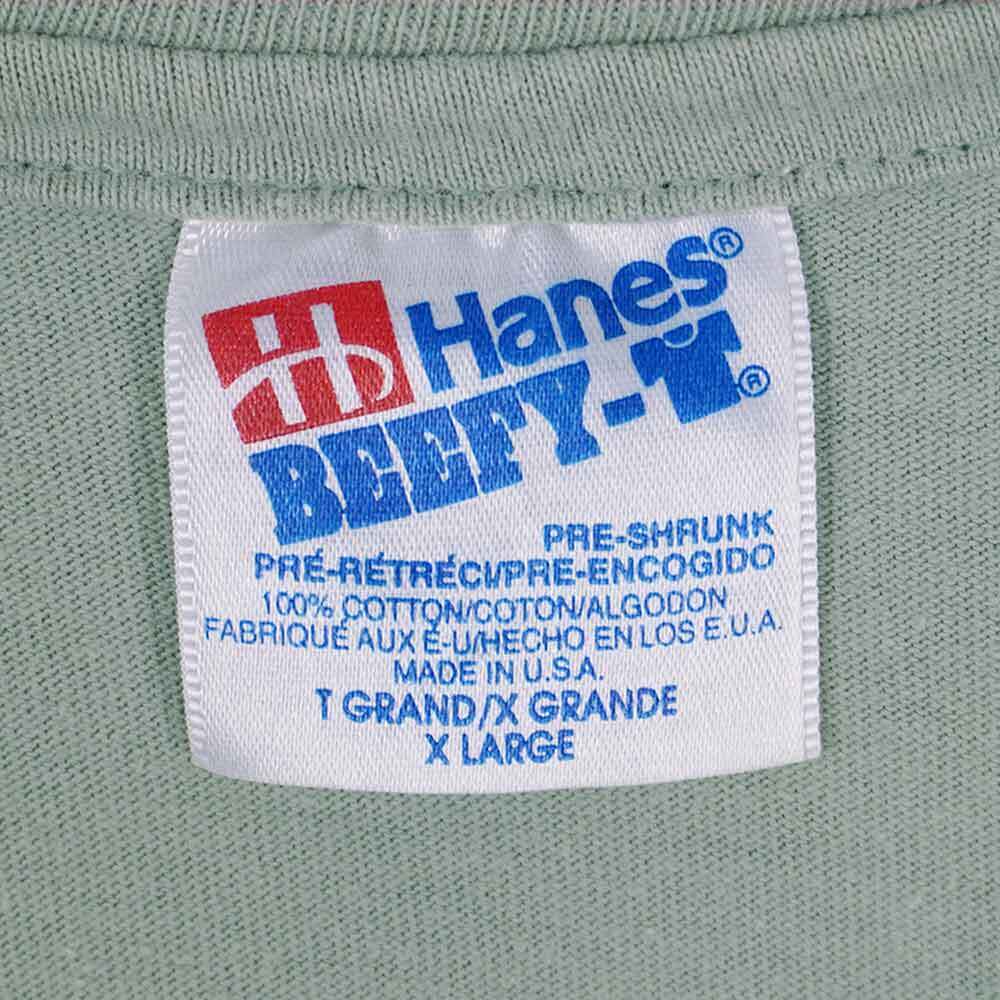 Hanes®
BEEFY-T®
PRE-SHRUNK
PRÉ-RÉTRÉCI/PRE-ENCOGIDO
100% COTTON/COTON/ALGODON
FABRIQUÉ AUX É-U/HECHO EN LOS E.U.A.
MADE IN U.S.A.
T GRAND/X GRANDE
X LARGE